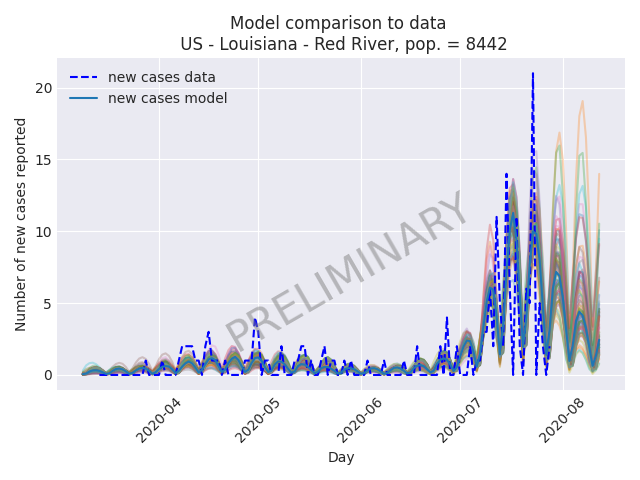 Model comparison to data
US - Louisiana - Red River, pop. = 8442
new cases data
new cases model
Number of new cases reported
20
15
10
5
0
PRELIMINARY
2020-04
2020-05
2020-06
2020-07
2020-08
Day